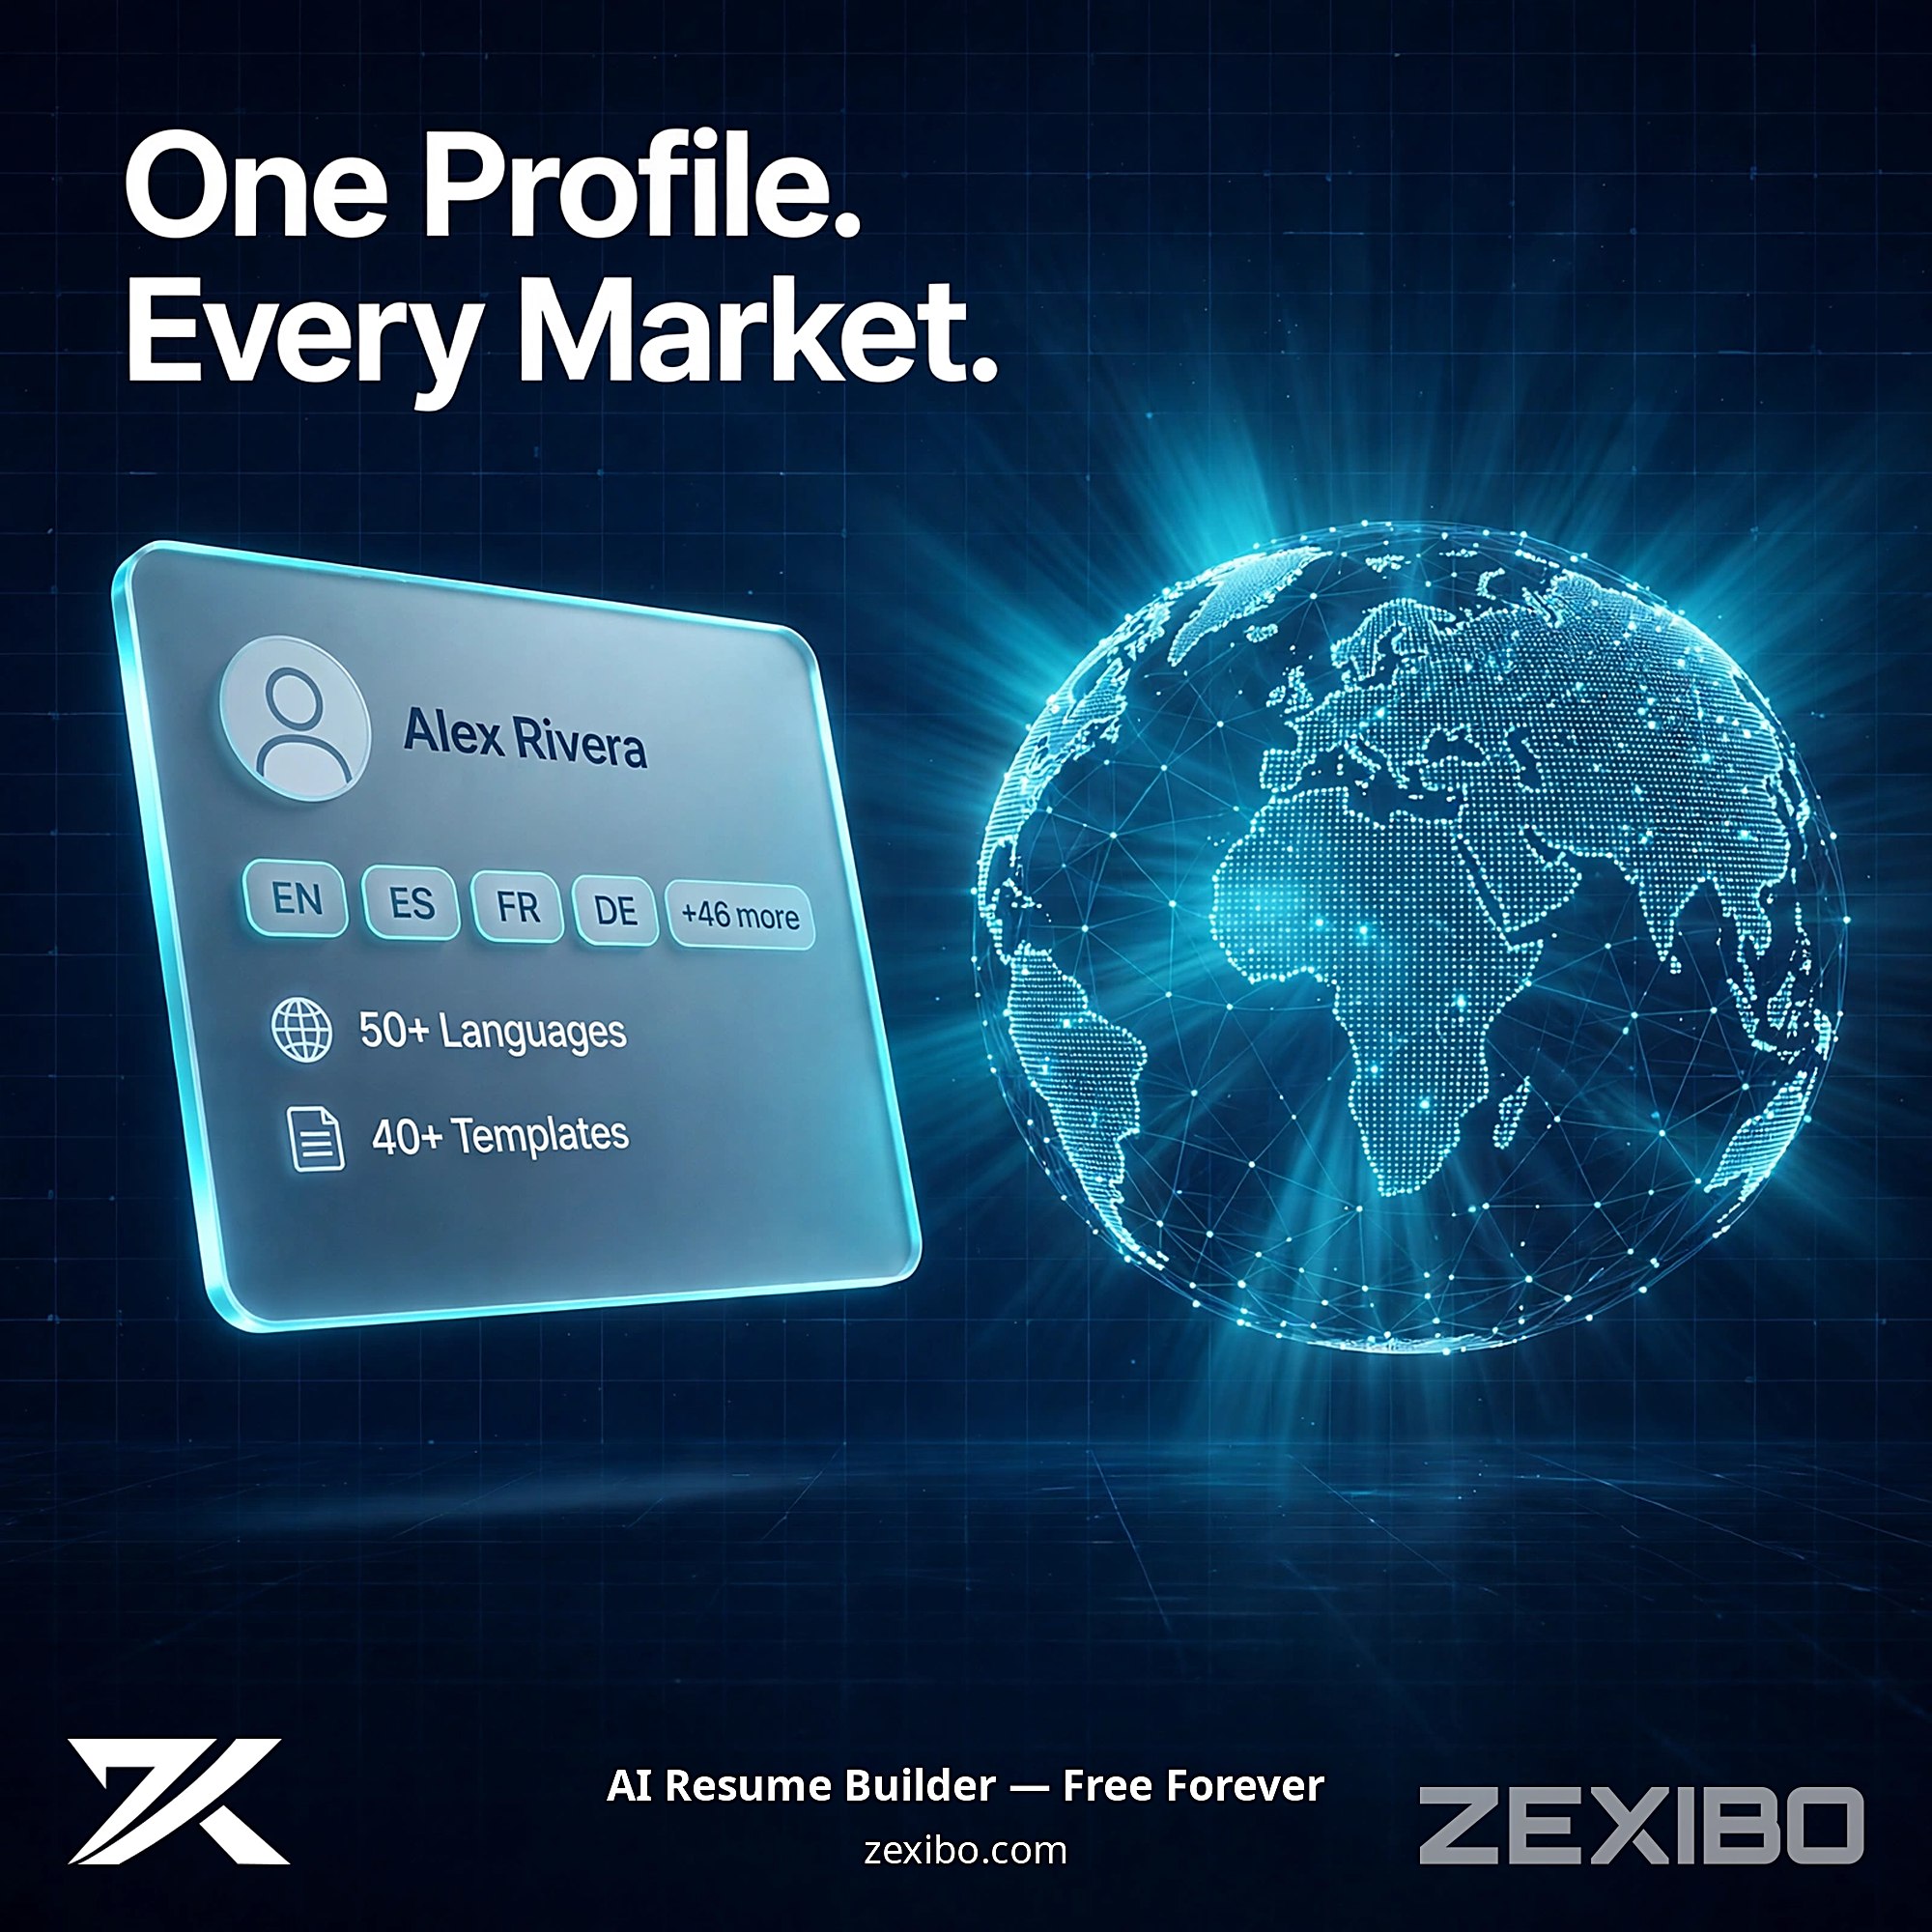 One Profile.
Every Market.
Alex Rivera
EN ES FR DE +46 more
50+ Languages
40+ Templates
AI Resume Builder — Free Forever
zexibo.com
ZEXIBO